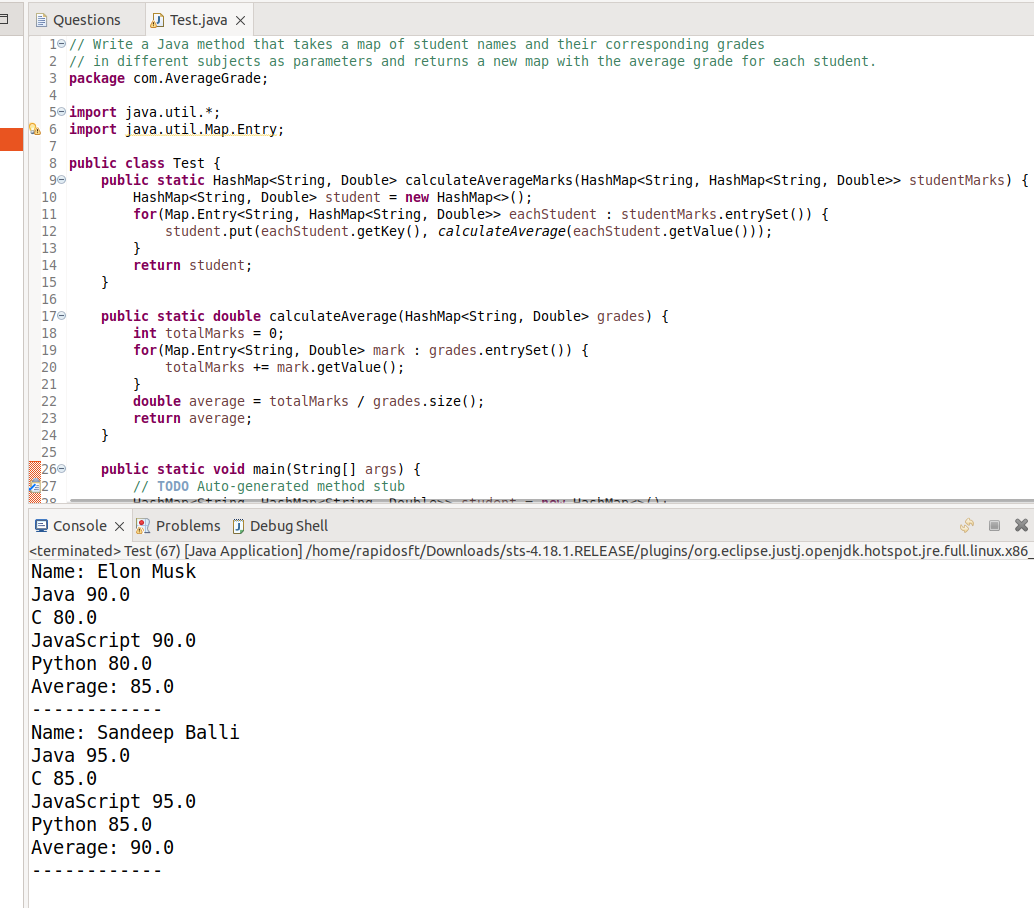 Questions
Test.java
1 // Write a Java method that takes a map of student names and their corresponding grades
2 // in different subjects as parameters and returns a new map with the average grade for each student.
3 package com.AverageGrade;
4
5 import java.util.*;
6 import java.util.Map.Entry;
7
8 public class Test {
9 public static HashMap<String, Double> calculateAverageMarks(HashMap<String, HashMap<String, Double>> studentMarks) {
10 HashMap<String, Double> student = new HashMap<>();
11 for(Map.Entry<String, HashMap<String, Double>> eachStudent : studentMarks.entrySet()) {
12 student.put(eachStudent.getKey(), calculateAverage(eachStudent.getValue()));
13 }
14 return student;
15 }
16
17 public static double calculateAverage(HashMap<String, Double> grades) {
18 int totalMarks = 0;
19 for(Map.Entry<String, Double> mark : grades.entrySet()) {
20 totalMarks += mark.getValue();
21 }
22 double average = totalMarks / grades.size();
23 return average;
24 }
25
26 public static void main(String[] args) {
27 // TODO Auto-generated method stub
28 HashMap<String, HashMap<String, Double>> student = new HashMap<>();
Console Problems Debug Shell
<terminated> Test (67) [Java Application] /home/rapidosft/Downloads/sts-4.18.1.RELEASE/plugins/org.eclipse.justj.openjdk.hotspot.jre.full.linux.x86_
Name: Elon Musk
Java 90.0
C 80.0
JavaScript 90.0
Python 80.0
Average: 85.0
------------
Name: Sandeep Balli
Java 95.0
C 85.0
JavaScript 95.0
Python 85.0
Average: 90.0
------------